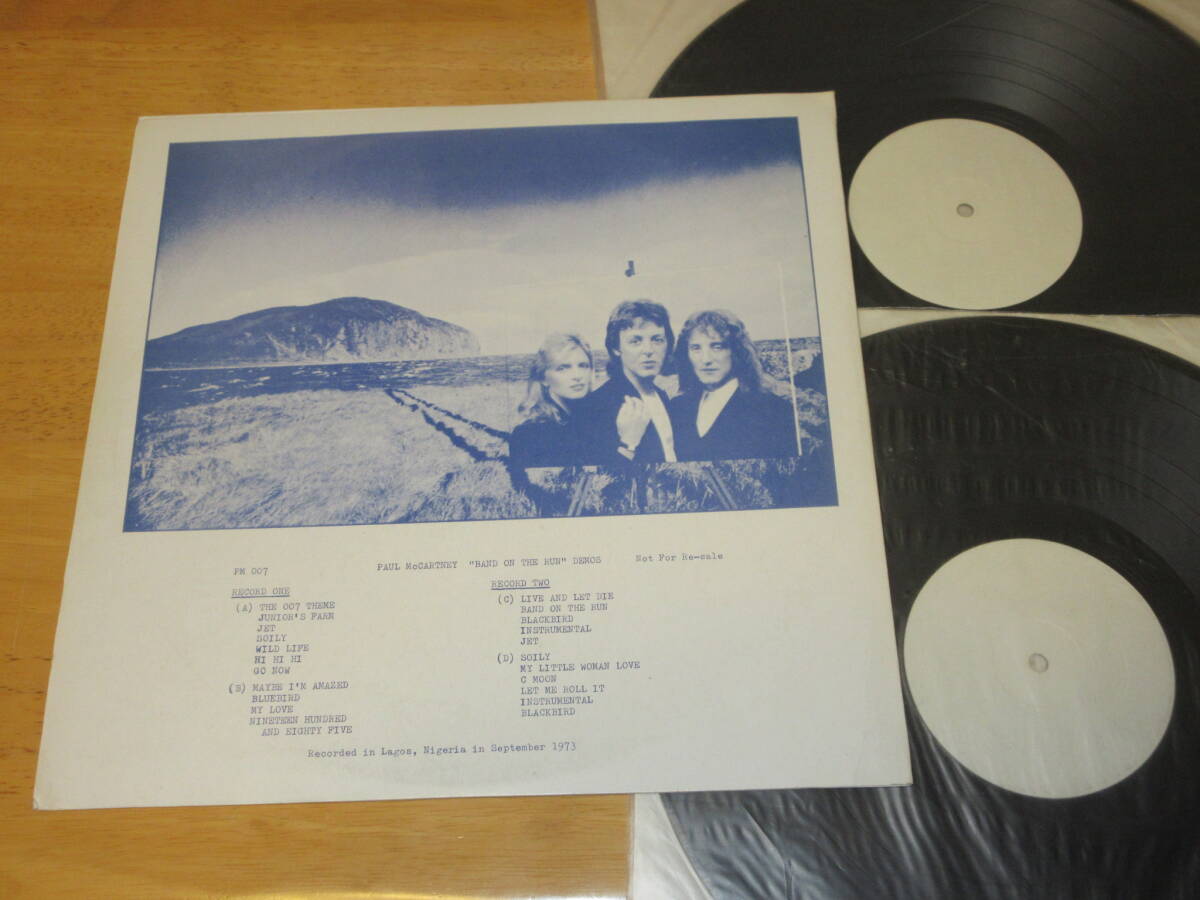 PM 007
PAUL McCARTNEY "BAND ON THE RUN" DEMOS
Not For Re-sale
RECORD ONE
(A) THE 007 THEME
JUNIOR'S FARM
JET
SOILY
WILD LIFE
HI HI HI
GO NOW
(B) MAYBE I'M AMAZED
BLUEBIRD
MY LOVE
NINETEEN HUNDRED
AND EIGHTY FIVE
RECORD TWO
(C) LIVE AND LET DIE
BAND ON THE RUN
BLACKBIRD
INSTRUMENTAL
JET
(D) SOILY
MY LITTLE WOMAN LOVE
C MOON
LET ME ROLL IT
INSTRUMENTAL
BLACKBIRD
Recorded in Lagos, Nigeria in September 1973